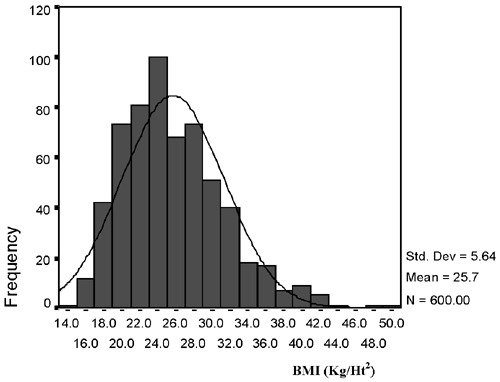 120
100
80
60
40
20
0
Frequency
14.0 18.0 22.0 26.0 30.0 34.0 38.0 42.0 46.0 50.0
16.0 20.0 24.0 28.0 32.0 36.0 40.0 44.0 48.0
BMI (Kg/Ht²)
Std. Dev = 5.64
Mean = 25.7
N = 600.00